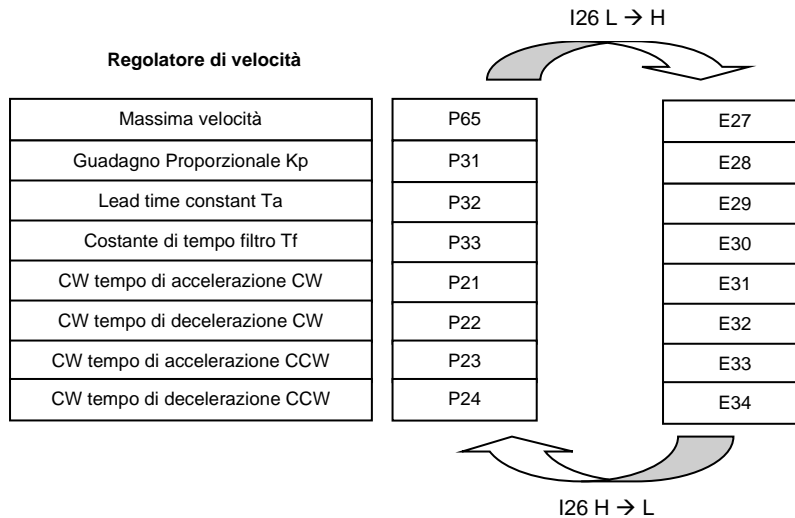 I26 L → H
Regolatore di velocità
Massima velocità P65 E27
Guadagno Proporzionale Kp P31 E28
Lead time constant Ta P32 E29
Costante di tempo filtro Tf P33 E30
CW tempo di accelerazione CW P21 E31
CW tempo di decelerazione CW P22 E32
CW tempo di accelerazione CCW P23 E33
CW tempo di decelerazione CCW P24 E34
I26 H → L